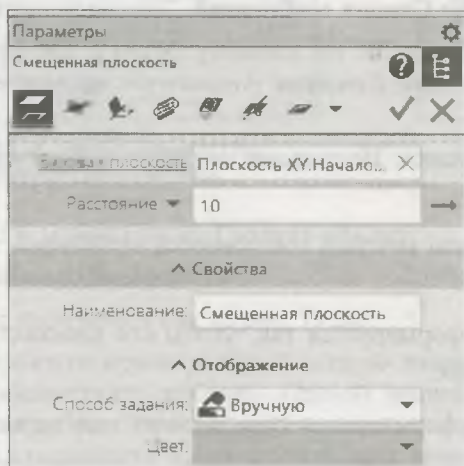 Параметры
Смещенная плоскость
Базовая плоскость Плоскость XY.Начало...
Расстояние 10
Свойства
Наименование: Смещенная плоскость
Отображение
Способ задания: Вручную
Цвет: